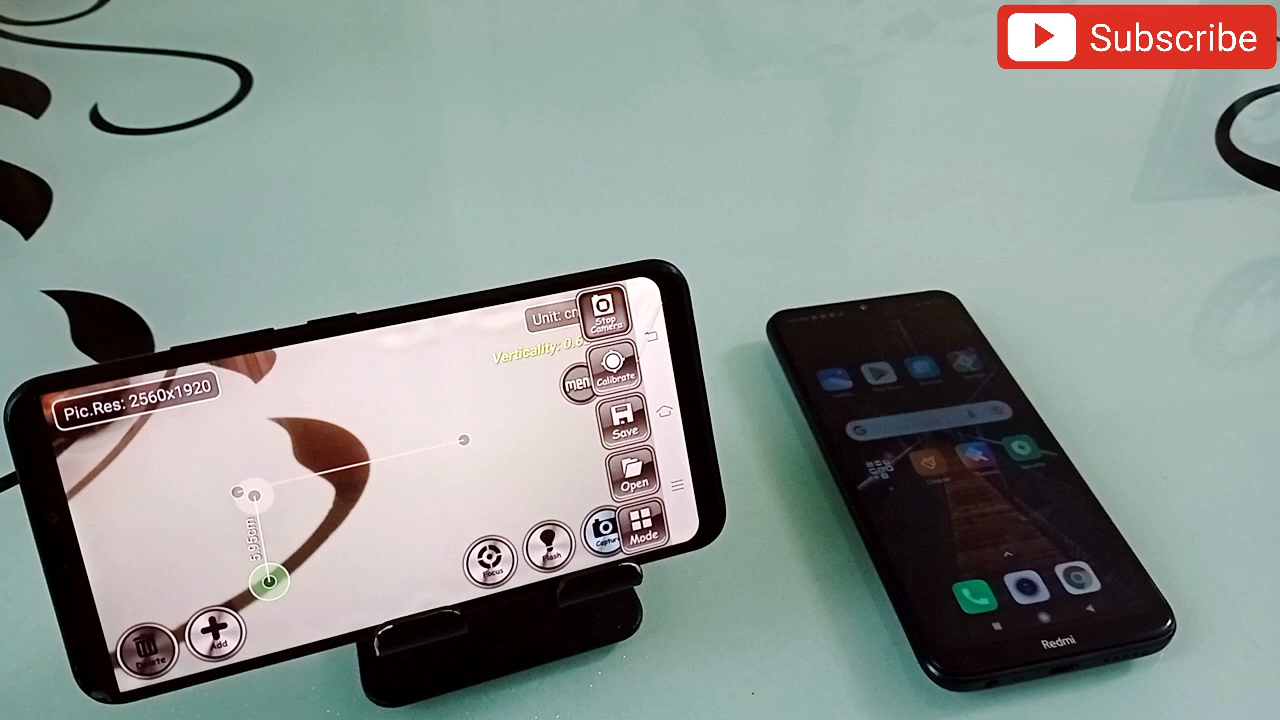 Subscribe
Unit: cm
Stop
Camera
Verticality: 0.6
Calibrate
men
Pic.Res: 2560x1920
Save
Open
Mode
Captur
Flash
Focus
5.95cm
Add
Delete
Redmi